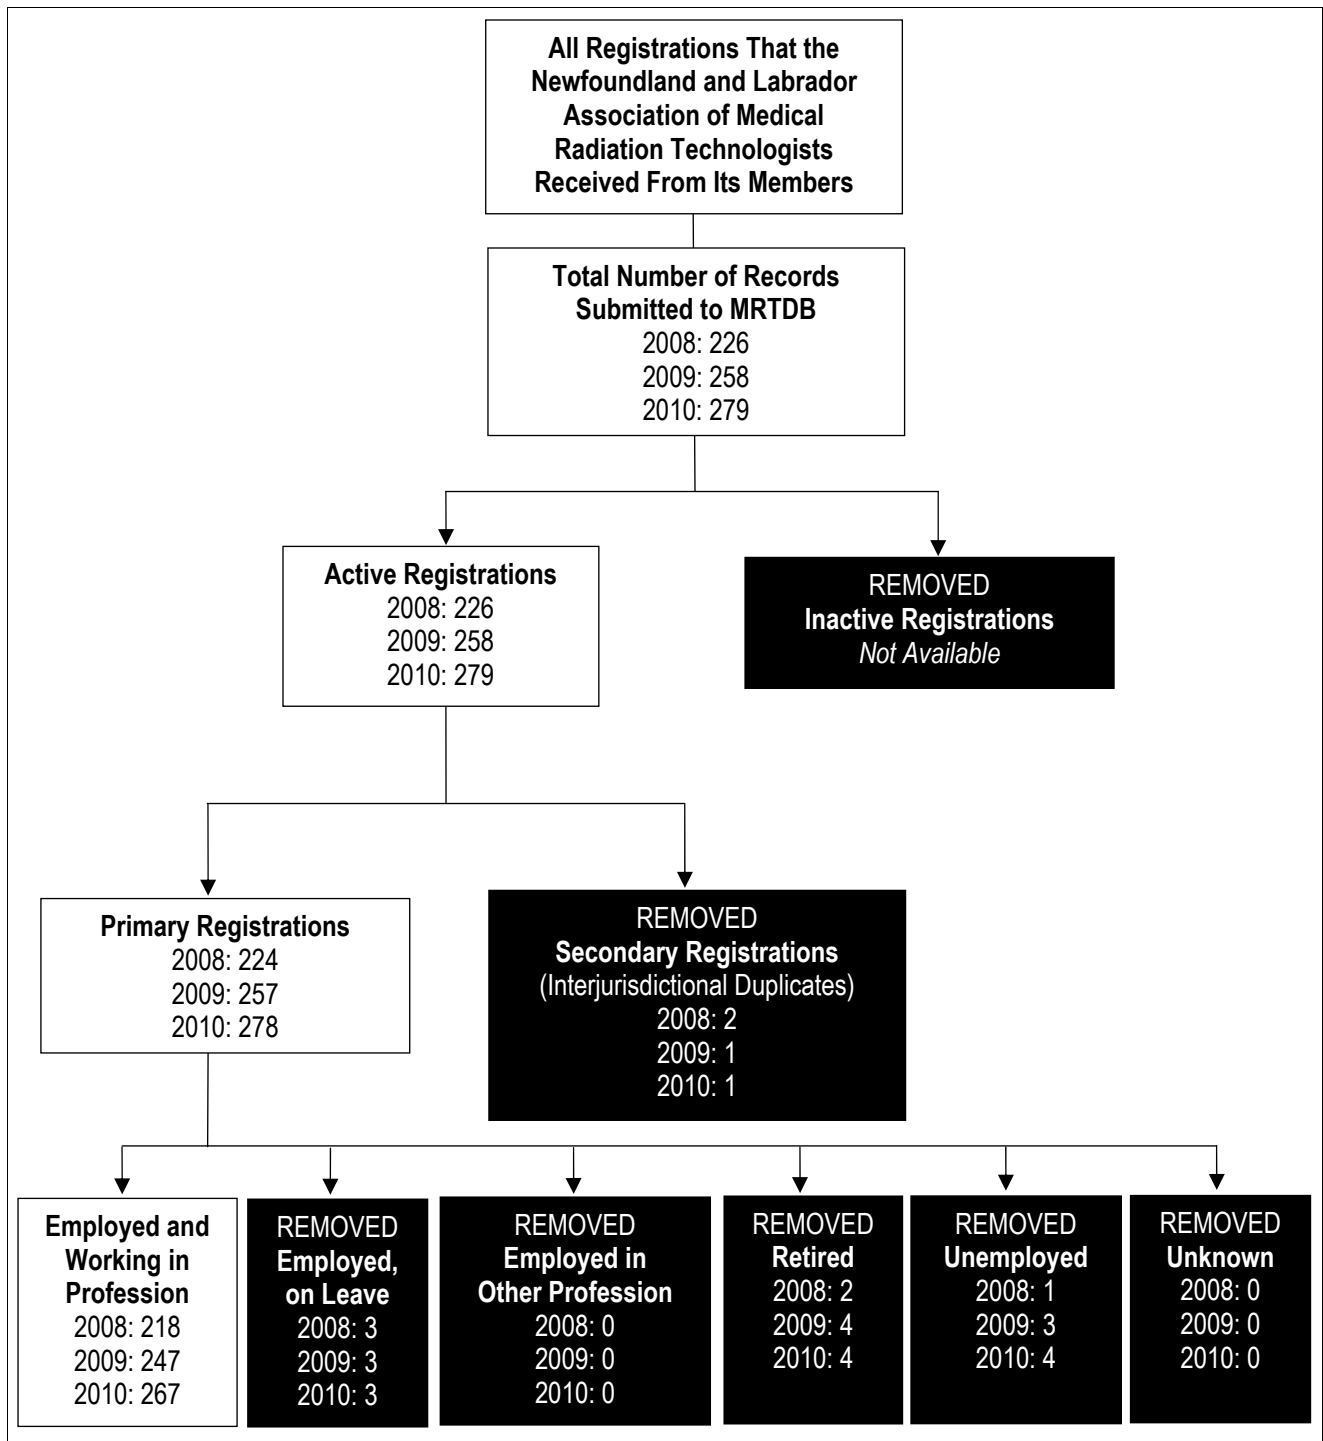 All Registrations That the
Newfoundland and Labrador
Association of Medical
Radiation Technologists
Received From Its Members
Total Number of Records
Submitted to MRTDB
2008: 226
2009: 258
2010: 279
Active Registrations
2008: 226
2009: 258
2010: 279
REMOVED
Inactive Registrations
Not Available
Primary Registrations
2008: 224
2009: 257
2010: 278
REMOVED
Secondary Registrations
(Interjurisdictional Duplicates)
2008: 2
2009: 1
2010: 1
Employed and
Working in
Profession
2008: 218
2009: 247
2010: 267
REMOVED
Employed,
on Leave
2008: 3
2009: 3
2010: 3
REMOVED
Employed in
Other Profession
2008: 0
2009: 0
2010: 0
REMOVED
Retired
2008: 2
2009: 4
2010: 4
REMOVED
Unemployed
2008: 1
2009: 3
2010: 4
REMOVED
Unknown
2008: 0
2009: 0
2010: 0